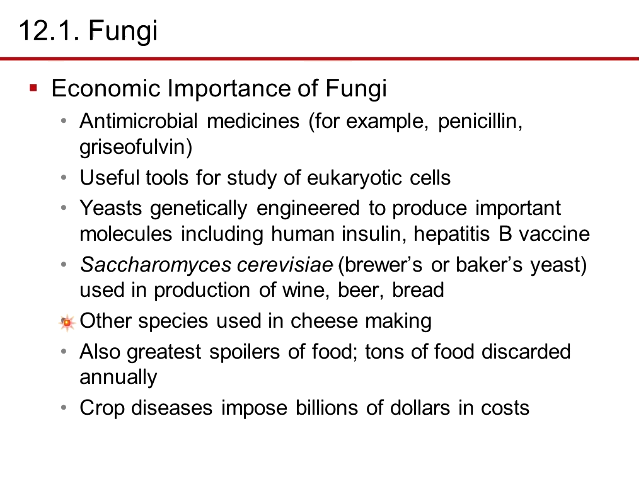 12.1. Fungi
▪ Economic Importance of Fungi
• Antimicrobial medicines (for example, penicillin,
griseofulvin)
• Useful tools for study of eukaryotic cells
• Yeasts genetically engineered to produce important
molecules including human insulin, hepatitis B vaccine
• Saccharomyces cerevisiae (brewer’s or baker’s yeast)
used in production of wine, beer, bread
Other species used in cheese making
• Also greatest spoilers of food; tons of food discarded
annually
• Crop diseases impose billions of dollars in costs